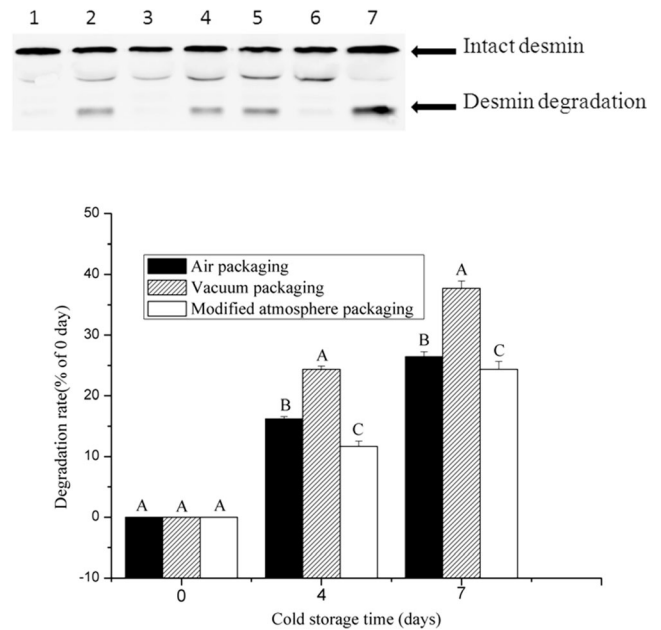 1 2 3 4 5 6 7
Intact desmin
Desmin degradation
50
40
30
20
10
0
-10
Degradation rate(% of 0 day)
Air packaging
Vacuum packaging
Modified atmosphere packaging
A A A
B A C
B A C
0 4 7
Cold storage time (days)